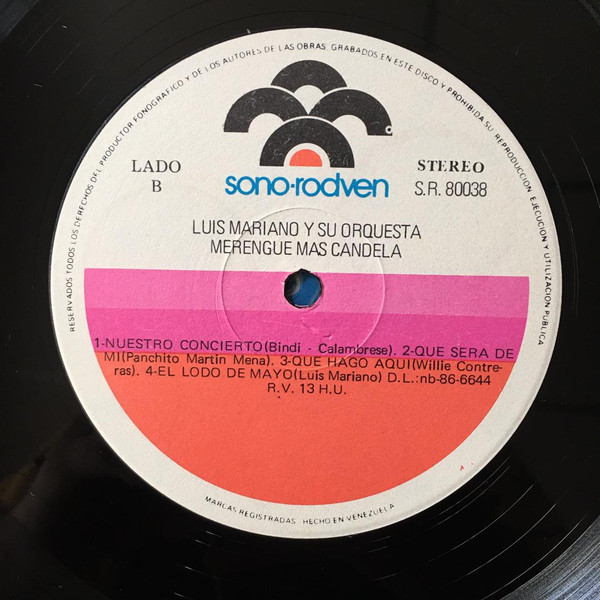 RESERVADOS TODOS LOS DERECHOS DEL PRODUCTOR FONOGRAFICO Y DE LOS AUTORES DE LAS OBRAS GRABADOS EN ESTE DISCO Y PROHIBIDA SU REPRODUCCION, EJECUCION Y UTILIZACION PUBLICA
LADO
B
sono-rodven
STEREO
S.R. 80038
LUIS MARIANO Y SU ORQUESTA
MERENGUE MAS CANDELA
1-NUESTRO CONCIERTO(Bindi - Calambrese). 2-QUE SERA DE
MI(Panchito Martin Mena). 3-QUE HAGO AQUI(Willie Contre-
ras). 4-EL LODO DE MAYO(Luis Mariano) D.L.:nb-86-6644
R.V. 13 H.U.
MARCAS REGISTRADAS HECHO EN VENEZUELA